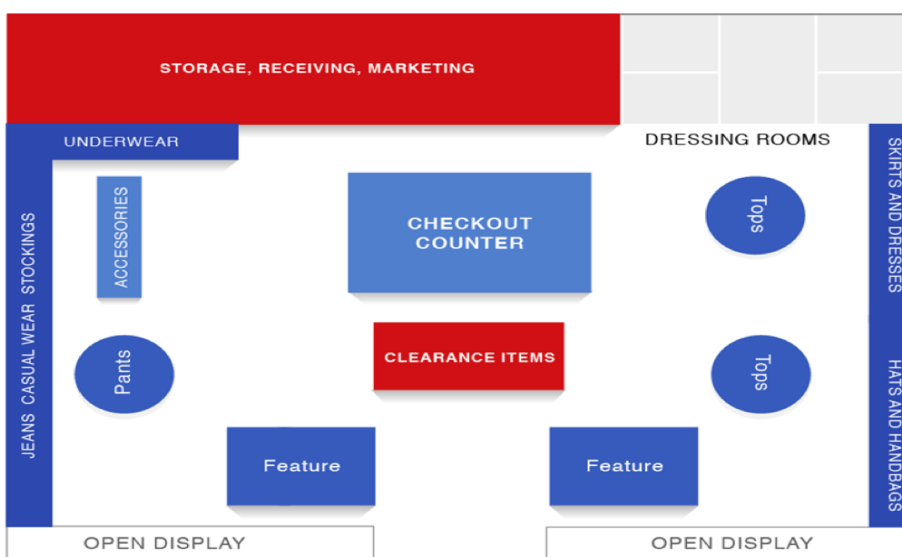 STORAGE, RECEIVING, MARKETING
UNDERWEAR
DRESSING ROOMS
JEANS CASUAL WEAR STOCKINGS
ACCESSORIES
CHECKOUT
COUNTER
Tops
SKIRTS AND DRESSES
Pants
CLEARANCE ITEMS
Tops
HATS AND HANDBAGS
Feature
Feature
OPEN DISPLAY
OPEN DISPLAY